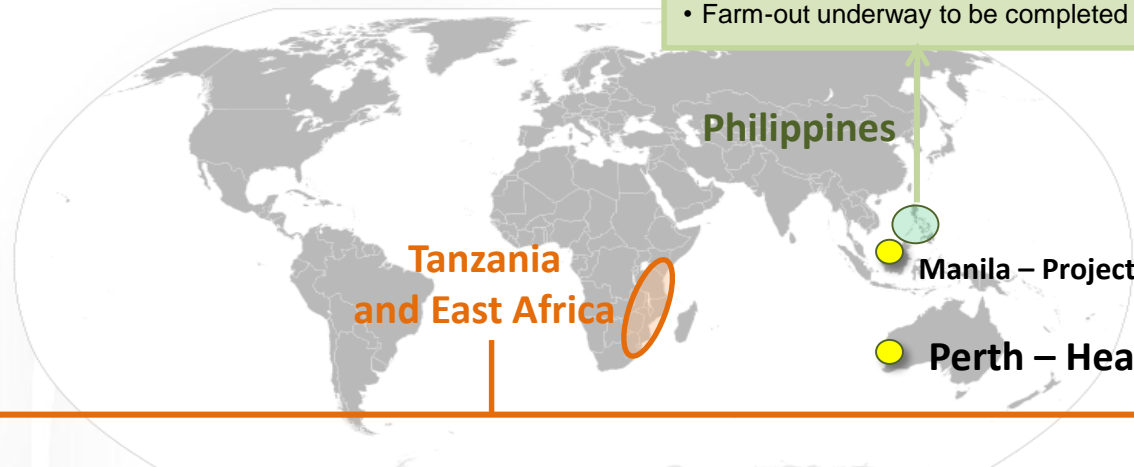 • Farm-out underway to be completed
Philippines
Tanzania
and East Africa
Manila – Project
Perth – Hea